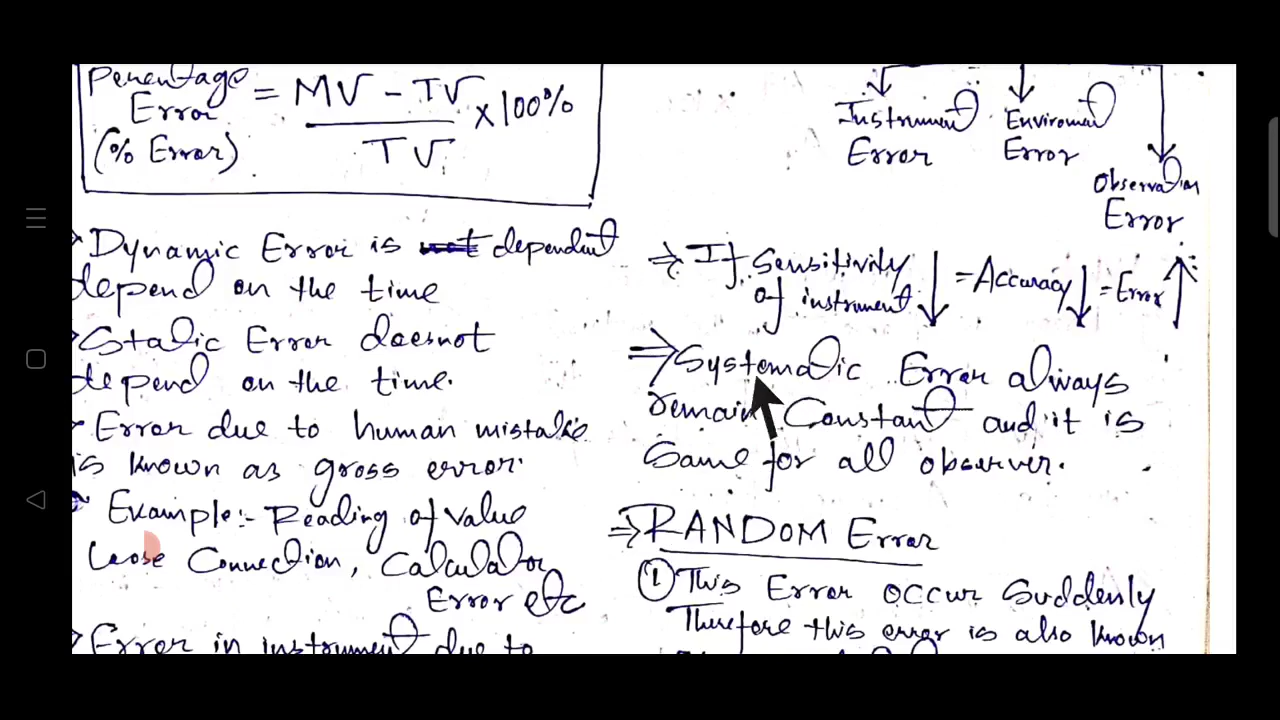 Percentage
Error
(% Error)
= MV - TV
TV
x 100%
Dynamic Error is not dependent
depend on the time
Static Error doesnot
depend on the time.
Error due to human mistake
is known as gross error.
Example:- Reading of value
Loose Connection, Calculator
Error etc
Error in instrument due to
Instrument
Error
Enviroment
Error
Observation
Error
⇒ If Sensitivity
of instrument ↓ = Accuracy ↓ = Error ↑
⇒ Systematic Error always
remain Constant and it is
Same for all observer.
⇒ RANDOM Error
① This Error occur Suddenly
Therefore this error is also known